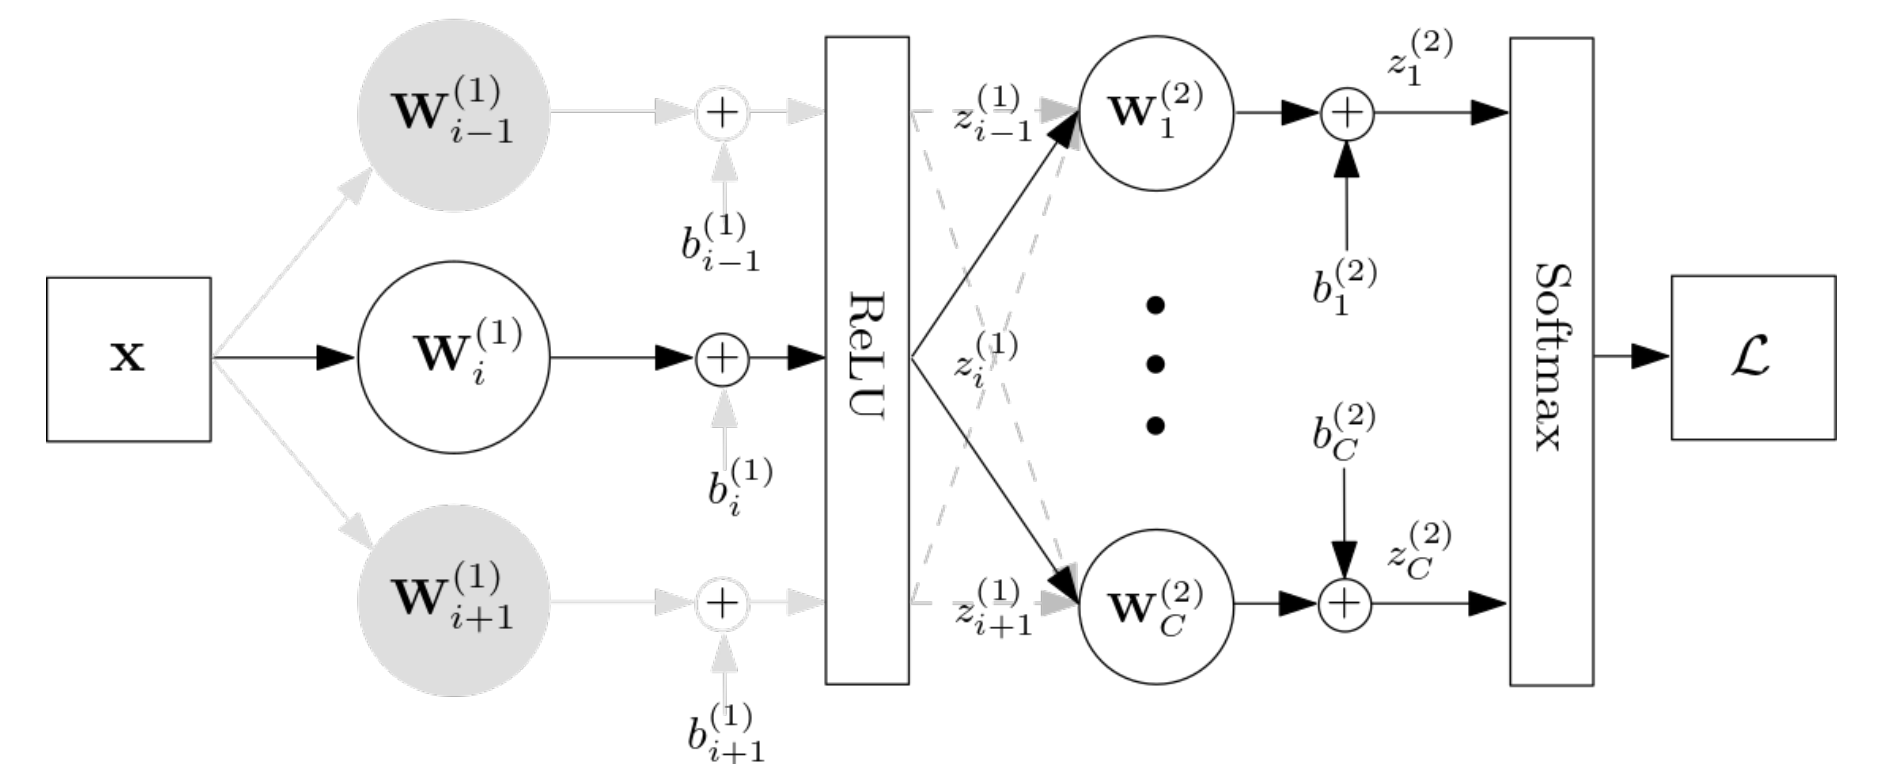 x
W_{i-1}^{(1)}
+
b_{i-1}^{(1)}
W_i^{(1)}
+
b_i^{(1)}
W_{i+1}^{(1)}
+
b_{i+1}^{(1)}
ReLU
z_{i-1}^{(1)}
z_i^{(1)}
z_{i+1}^{(1)}
W_1^{(2)}
+
z_1^{(2)}
b_1^{(2)}
b_C^{(2)}
W_C^{(2)}
+
z_C^{(2)}
Softmax
ℒ